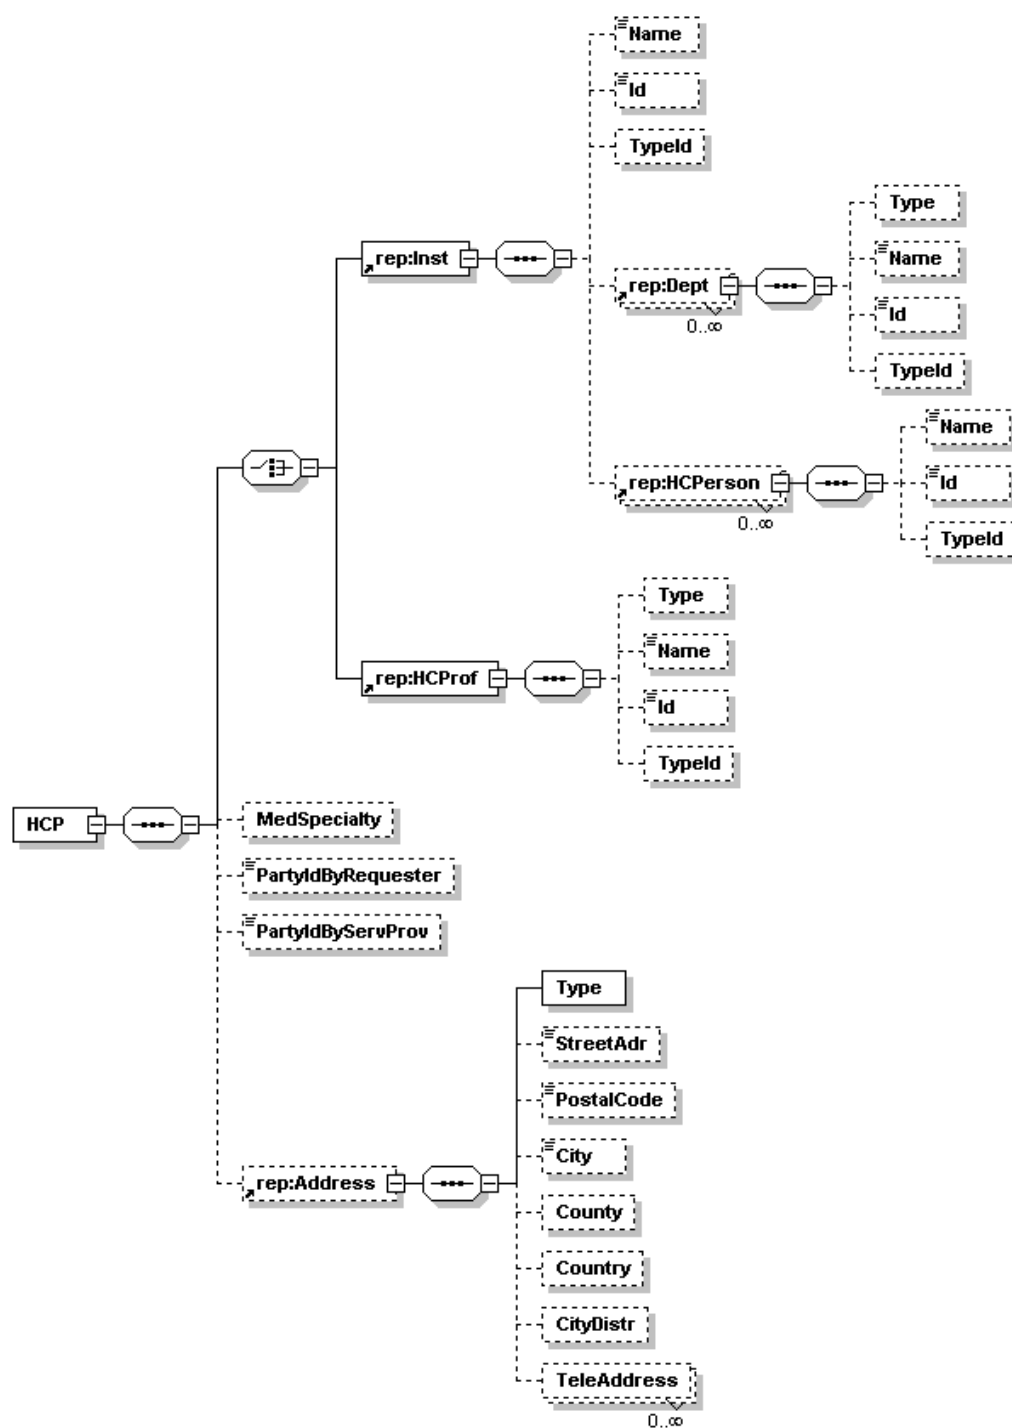 Name
Id
TypeId
rep:Inst
rep:Dept
0..∞
Type
Name
Id
TypeId
rep:HCPerson
0..∞
Name
Id
TypeId
rep:HCProf
Type
Name
Id
TypeId
HCP
MedSpecialty
PartyIdByRequester
PartyIdByServProv
rep:Address
Type
StreetAdr
PostalCode
City
County
Country
CityDistr
TeleAddress
0..∞